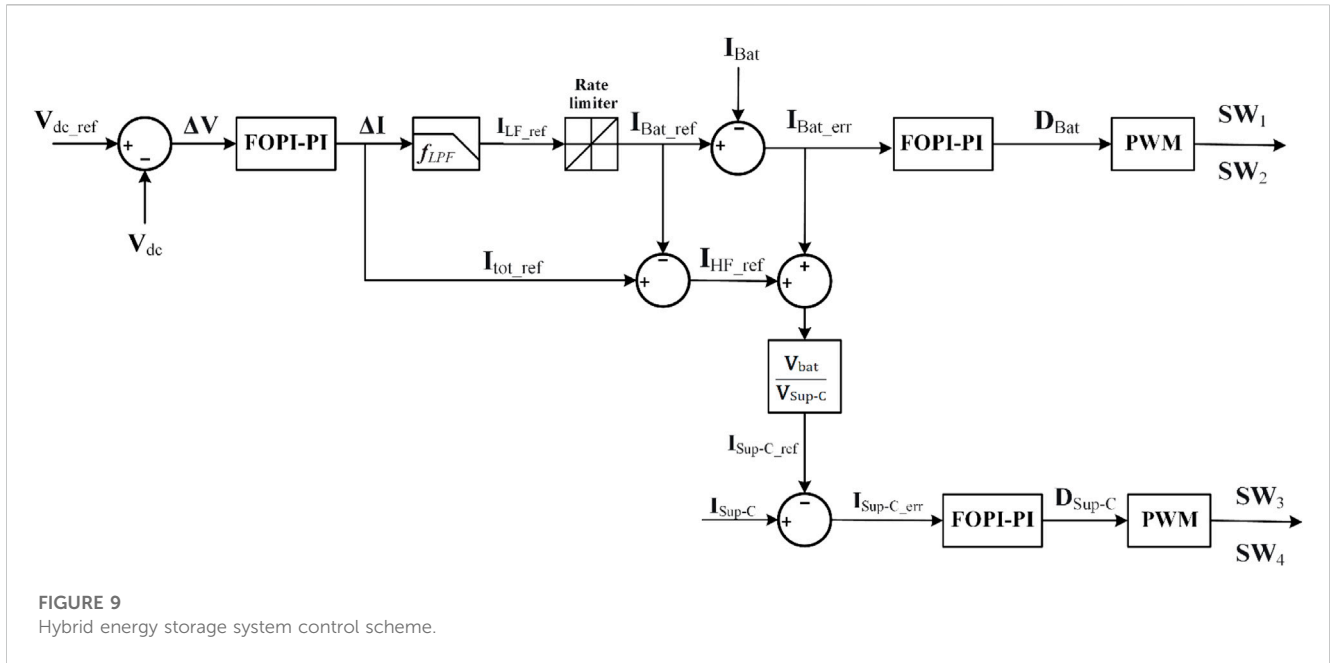 I_Bat
Rate
limiter
V_dc_ref
ΔV
FOPI-PI
ΔI
f_LPF
I_LF_ref
I_Bat_ref
I_Bat_err
FOPI-PI
D_Bat
PWM
SW_1
SW_2
+
-
+
-
V_dc
I_tot_ref
-
+
I_HF_ref
+
+
V_bat
V_Sup-C
I_Sup-C_ref
I_Sup-C
-
+
I_Sup-C_err
FOPI-PI
D_Sup-C
PWM
SW_3
SW_4
FIGURE 9
Hybrid energy storage system control scheme.